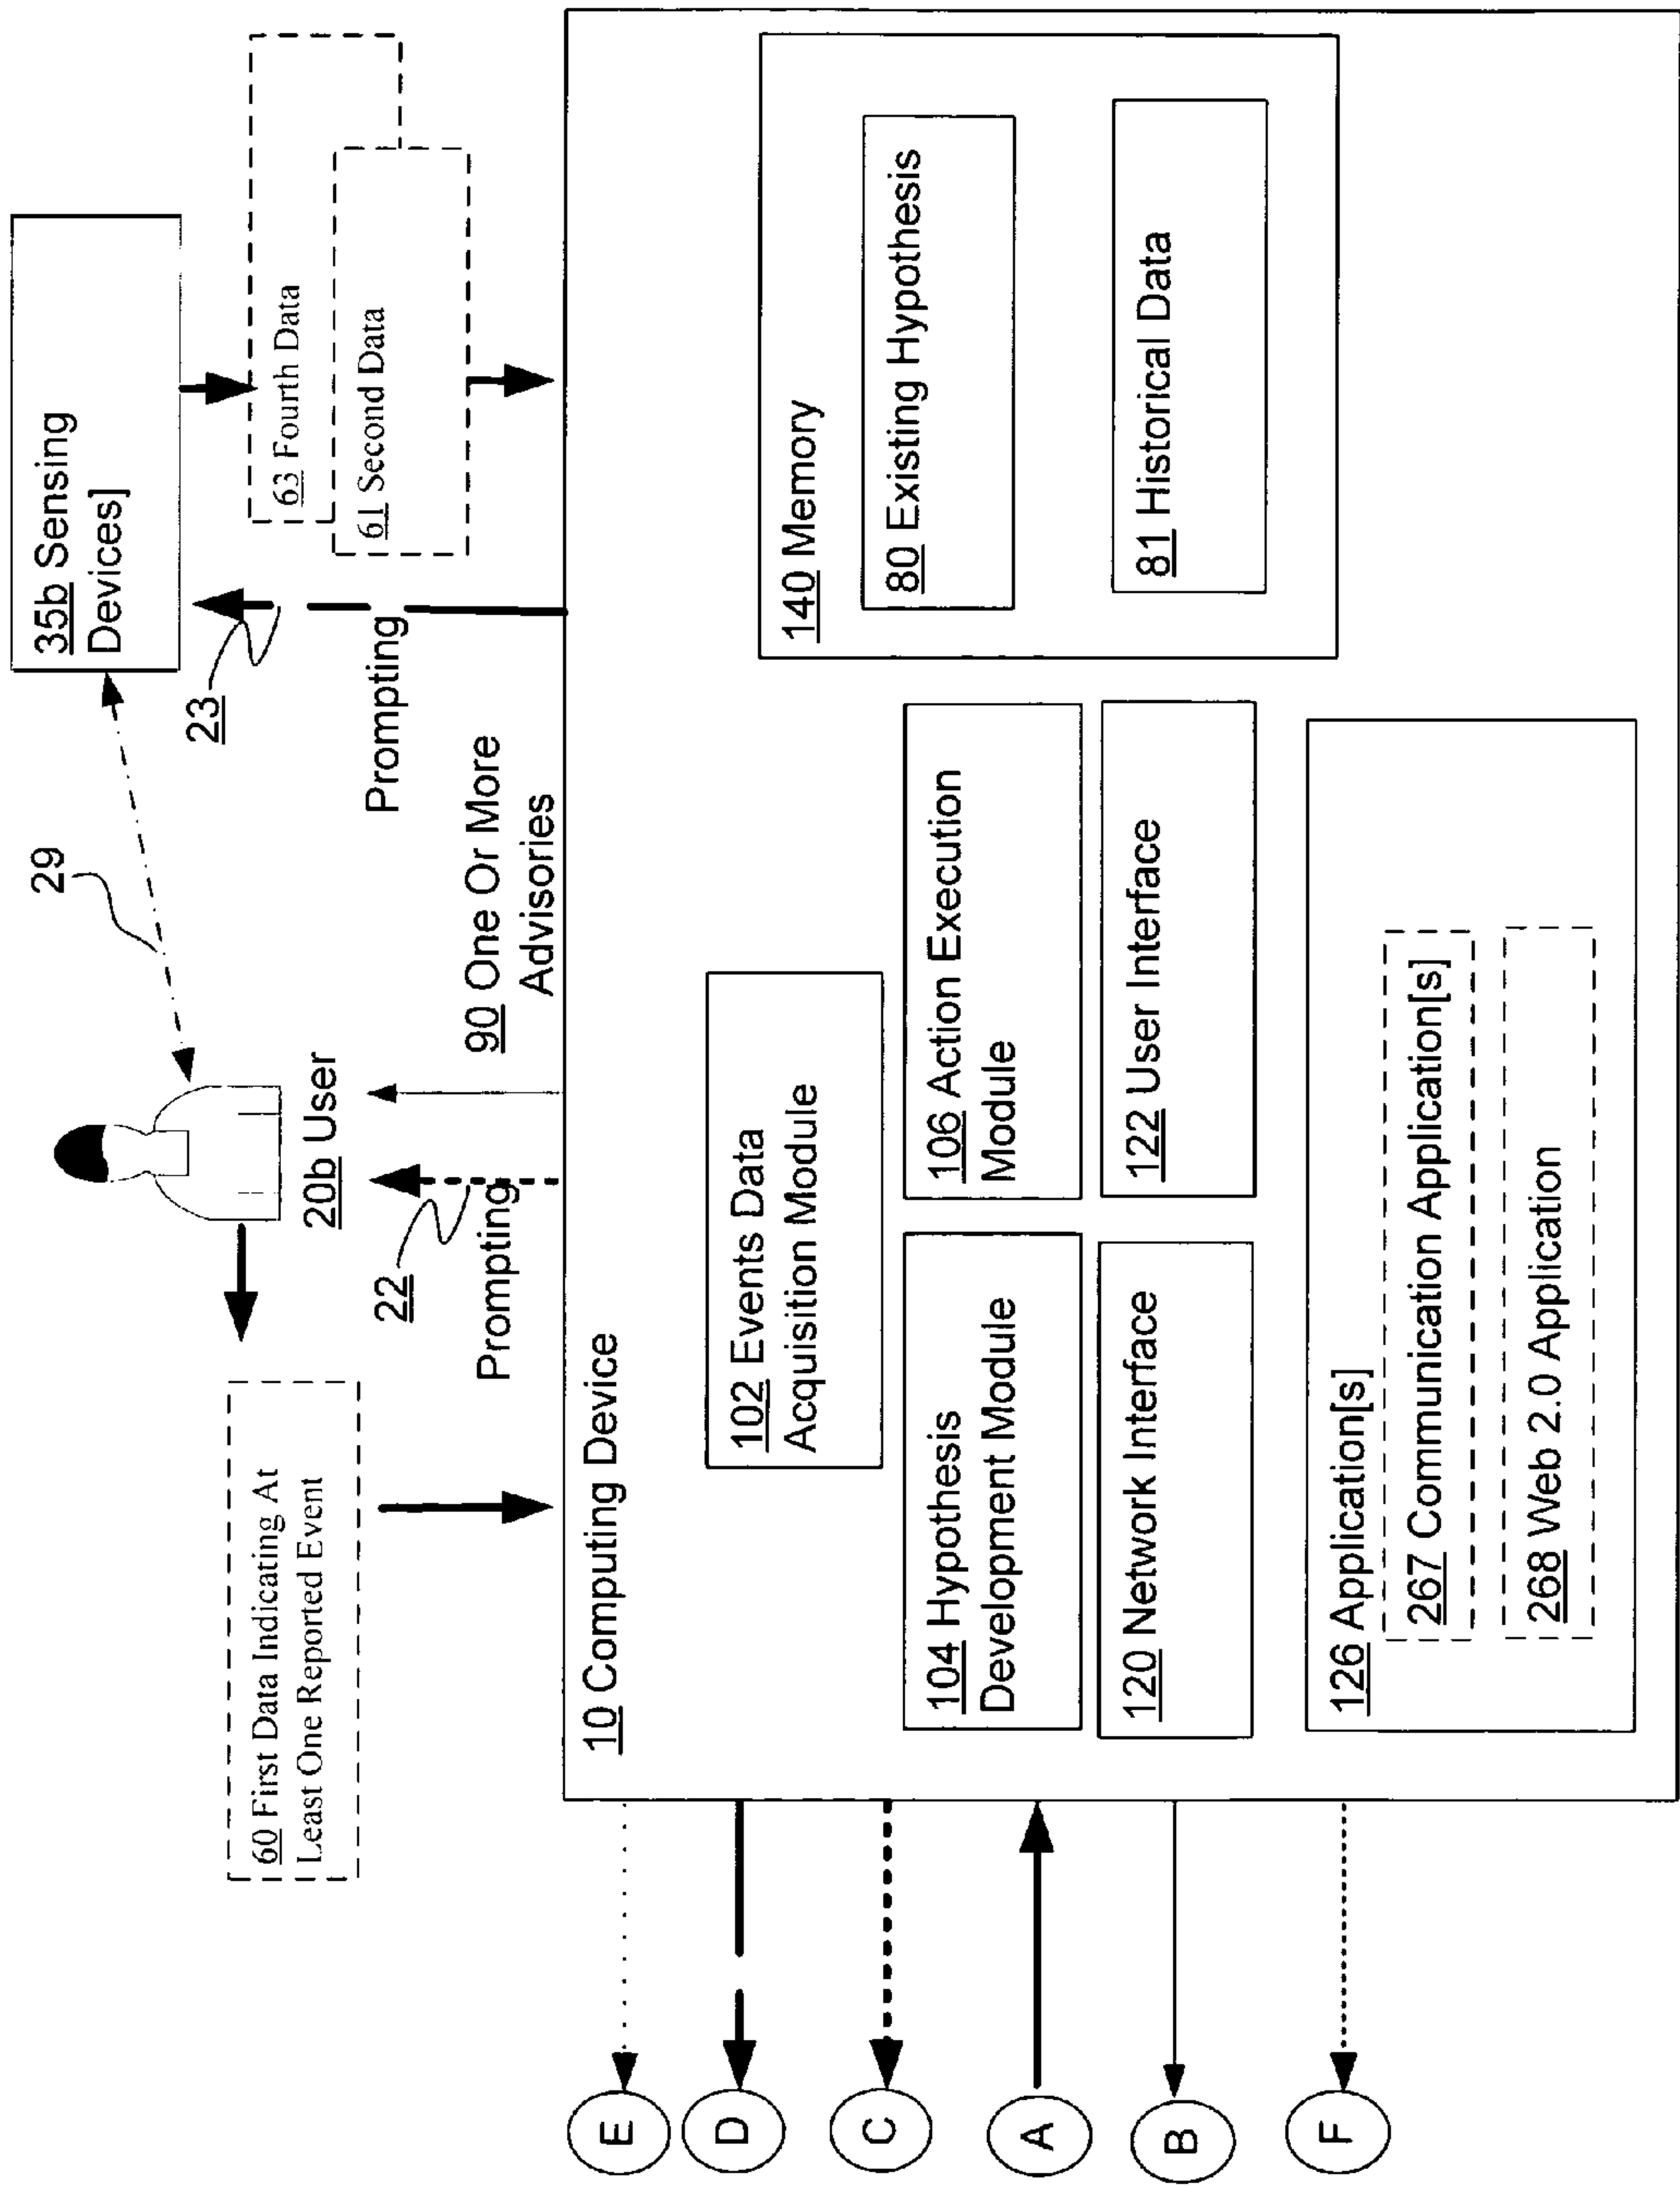 35b Sensing
Devices]
29
20b User
60 First Data Indicating At
Least One Reported Event
63 Fourth Data
61 Second Data
23
Prompting
22
Prompting
90 One Or More
Advisories
10 Computing Device
102 Events Data
Acquisition Module
104 Hypothesis
Development Module
106 Action Execution
Module
120 Network Interface
122 User Interface
126 Application[s]
267 Communication Application[s]
268 Web 2.0 Application
140 Memory
80 Existing Hypothesis
81 Historical Data
E
D
C
A
B
F